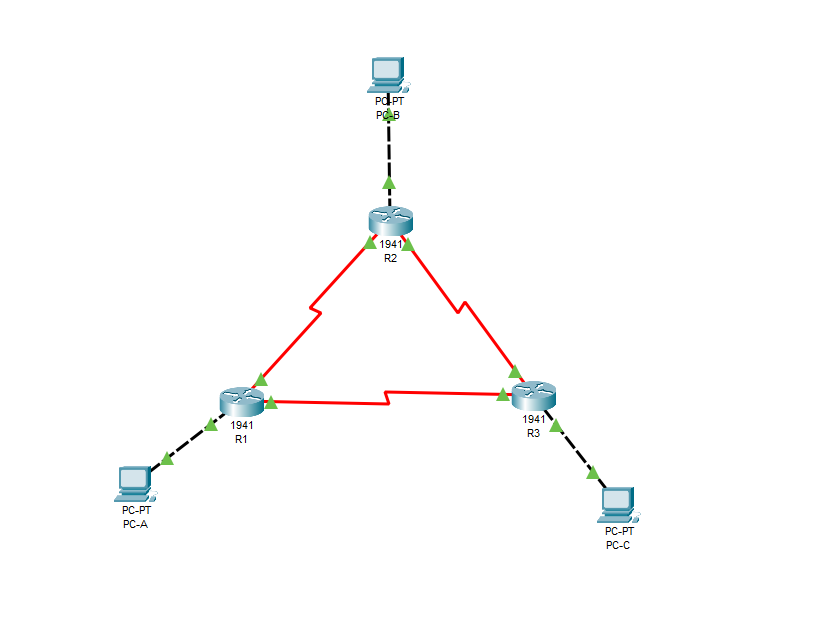 PC-PT
PC-B
1941
R2
1941
R1
1941
R3
PC-PT
PC-A
PC-PT
PC-C